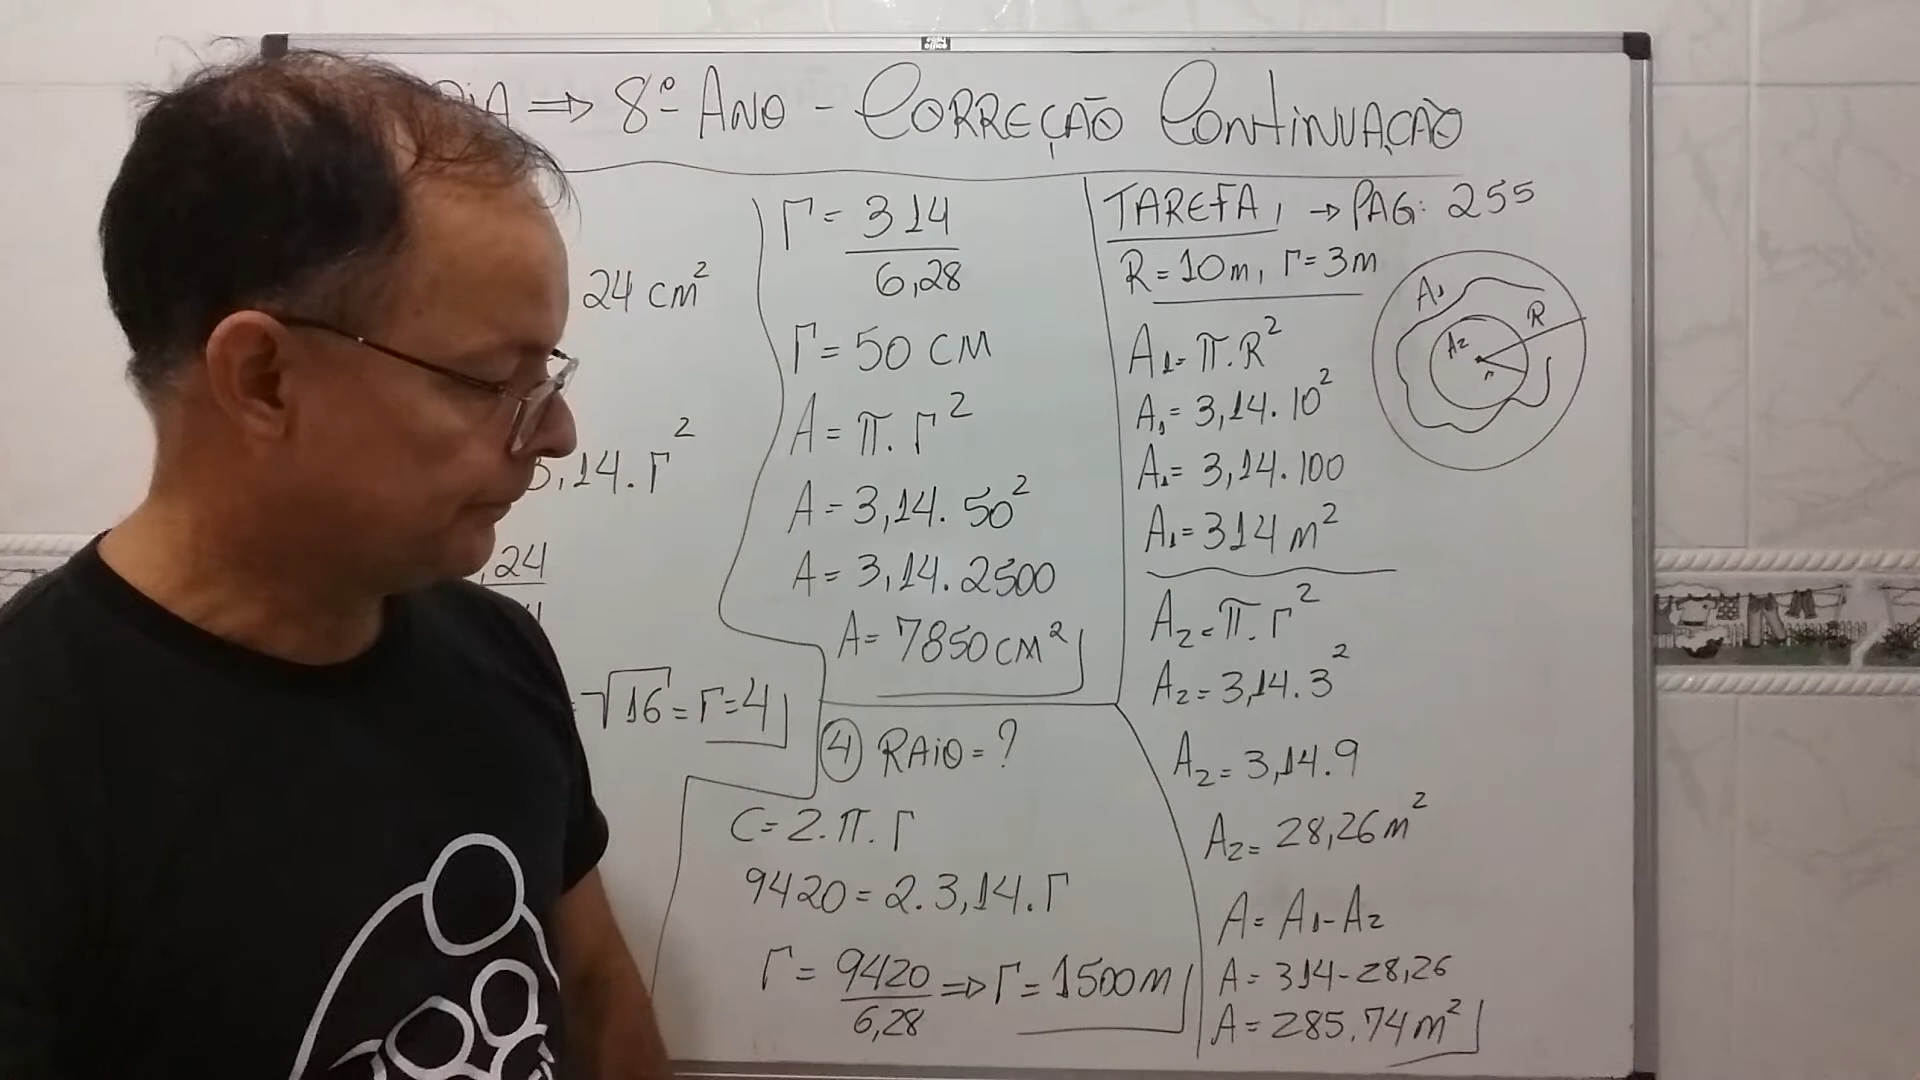 ⇒ 8º ANO - CORREÇÃO CONTINUAÇÃO
24 cm²
3,14.r²
,24
√16 = r=4
r = 314/6,28
r = 50 CM
A = π.r²
A = 3,14. 50²
A = 3,14. 2500
A = 7850 CM²
4 RAIO = ?
C = 2.π.r
9420 = 2. 3,14. r
r = 9420/6,28 ⇒ r = 1500 M
TAREFA, → PAG: 255
R = 10m, r = 3m
A₁ = π.R²
A₁ = 3,14. 10²
A₁ = 3,14. 100
A₁ = 314 m²
A₂ = π.r²
A₂ = 3,14. 3²
A₂ = 3,14. 9
A₂ = 28,26 m²
A = A₁ - A₂
A = 314 - 28,26
A = 285,74 m²
A₁
R
A₂
r